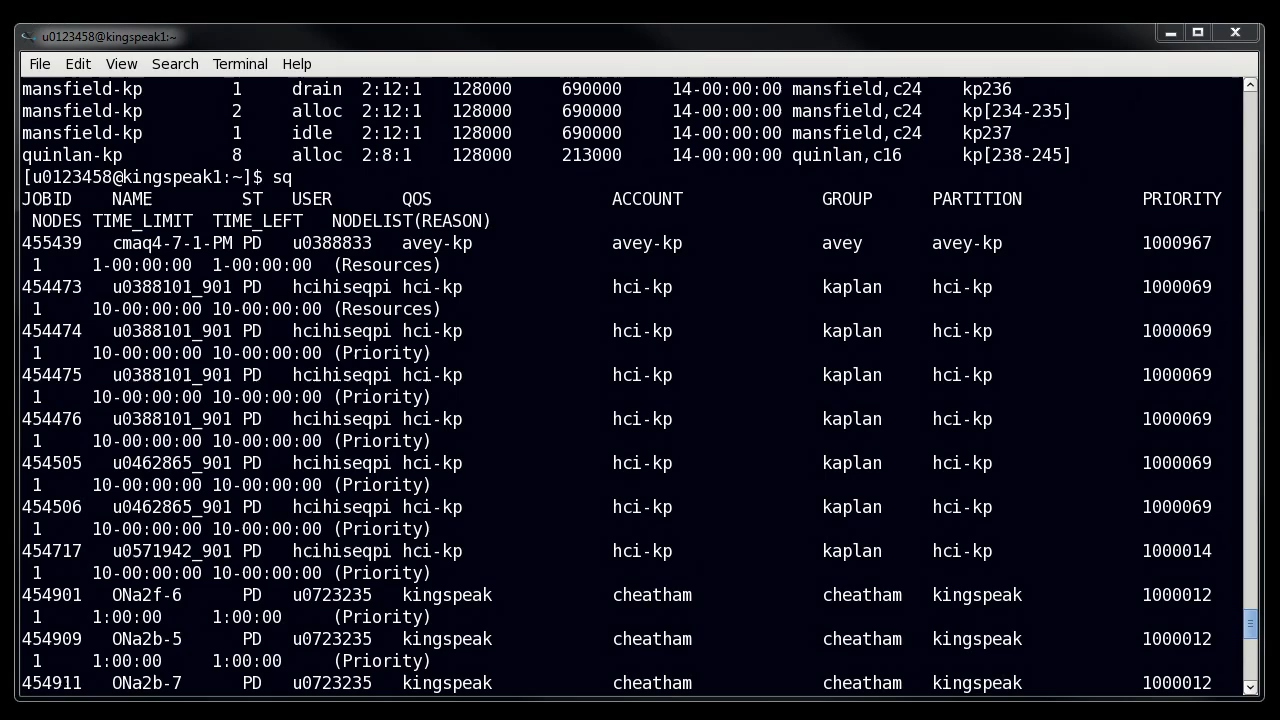 u0123458@kingspeak1:~
File Edit View Search Terminal Help
mansfield-kp 1 drain 2:12:1 128000 690000 14-00:00:00 mansfield,c24 kp236
mansfield-kp 2 alloc 2:12:1 128000 690000 14-00:00:00 mansfield,c24 kp[234-235]
mansfield-kp 1 idle 2:12:1 128000 690000 14-00:00:00 mansfield,c24 kp237
quinlan-kp 8 alloc 2:8:1 128000 213000 14-00:00:00 quinlan,c16 kp[238-245]
[u0123458@kingspeak1:~]$ sq
JOBID NAME ST USER QOS ACCOUNT GROUP PARTITION PRIORITY
NODES TIME_LIMIT TIME_LEFT NODELIST(REASON)
455439 cmaq4-7-1-PM PD u0388833 avey-kp avey-kp avey avey-kp 1000967
1 1-00:00:00 1-00:00:00 (Resources)
454473 u0388101_901 PD hcihiseqpi hci-kp hci-kp kaplan hci-kp 1000069
1 10-00:00:00 10-00:00:00 (Resources)
454474 u0388101_901 PD hcihiseqpi hci-kp hci-kp kaplan hci-kp 1000069
1 10-00:00:00 10-00:00:00 (Priority)
454475 u0388101_901 PD hcihiseqpi hci-kp hci-kp kaplan hci-kp 1000069
1 10-00:00:00 10-00:00:00 (Priority)
454476 u0388101_901 PD hcihiseqpi hci-kp hci-kp kaplan hci-kp 1000069
1 10-00:00:00 10-00:00:00 (Priority)
454505 u0462865_901 PD hcihiseqpi hci-kp hci-kp kaplan hci-kp 1000069
1 10-00:00:00 10-00:00:00 (Priority)
454506 u0462865_901 PD hcihiseqpi hci-kp hci-kp kaplan hci-kp 1000069
1 10-00:00:00 10-00:00:00 (Priority)
454717 u0571942_901 PD hcihiseqpi hci-kp hci-kp kaplan hci-kp 1000014
1 10-00:00:00 10-00:00:00 (Priority)
454901 ONa2f-6 PD u0723235 kingspeak cheatham cheatham kingspeak 1000012
1 1:00:00 1:00:00 (Priority)
454909 ONa2b-5 PD u0723235 kingspeak cheatham cheatham kingspeak 1000012
1 1:00:00 1:00:00 (Priority)
454911 ONa2b-7 PD u0723235 kingspeak cheatham cheatham kingspeak 1000012